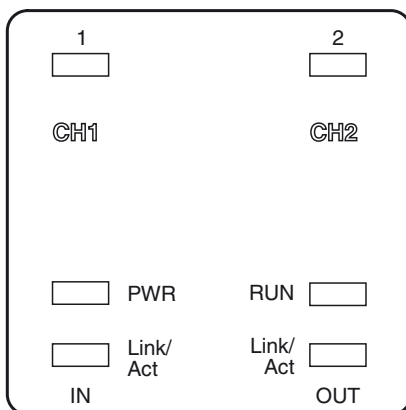 1 2
CH1 CH2
PWR RUN
Link/ Link/
Act Act
IN OUT